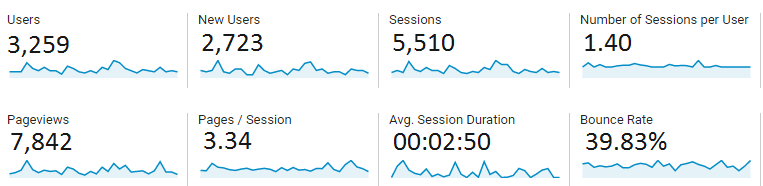 Users
3,259
New Users
2,723
Sessions
5,510
Number of Sessions per User
1.40
Pageviews
7,842
Pages / Session
3.34
Avg. Session Duration
00:02:50
Bounce Rate
39.83%